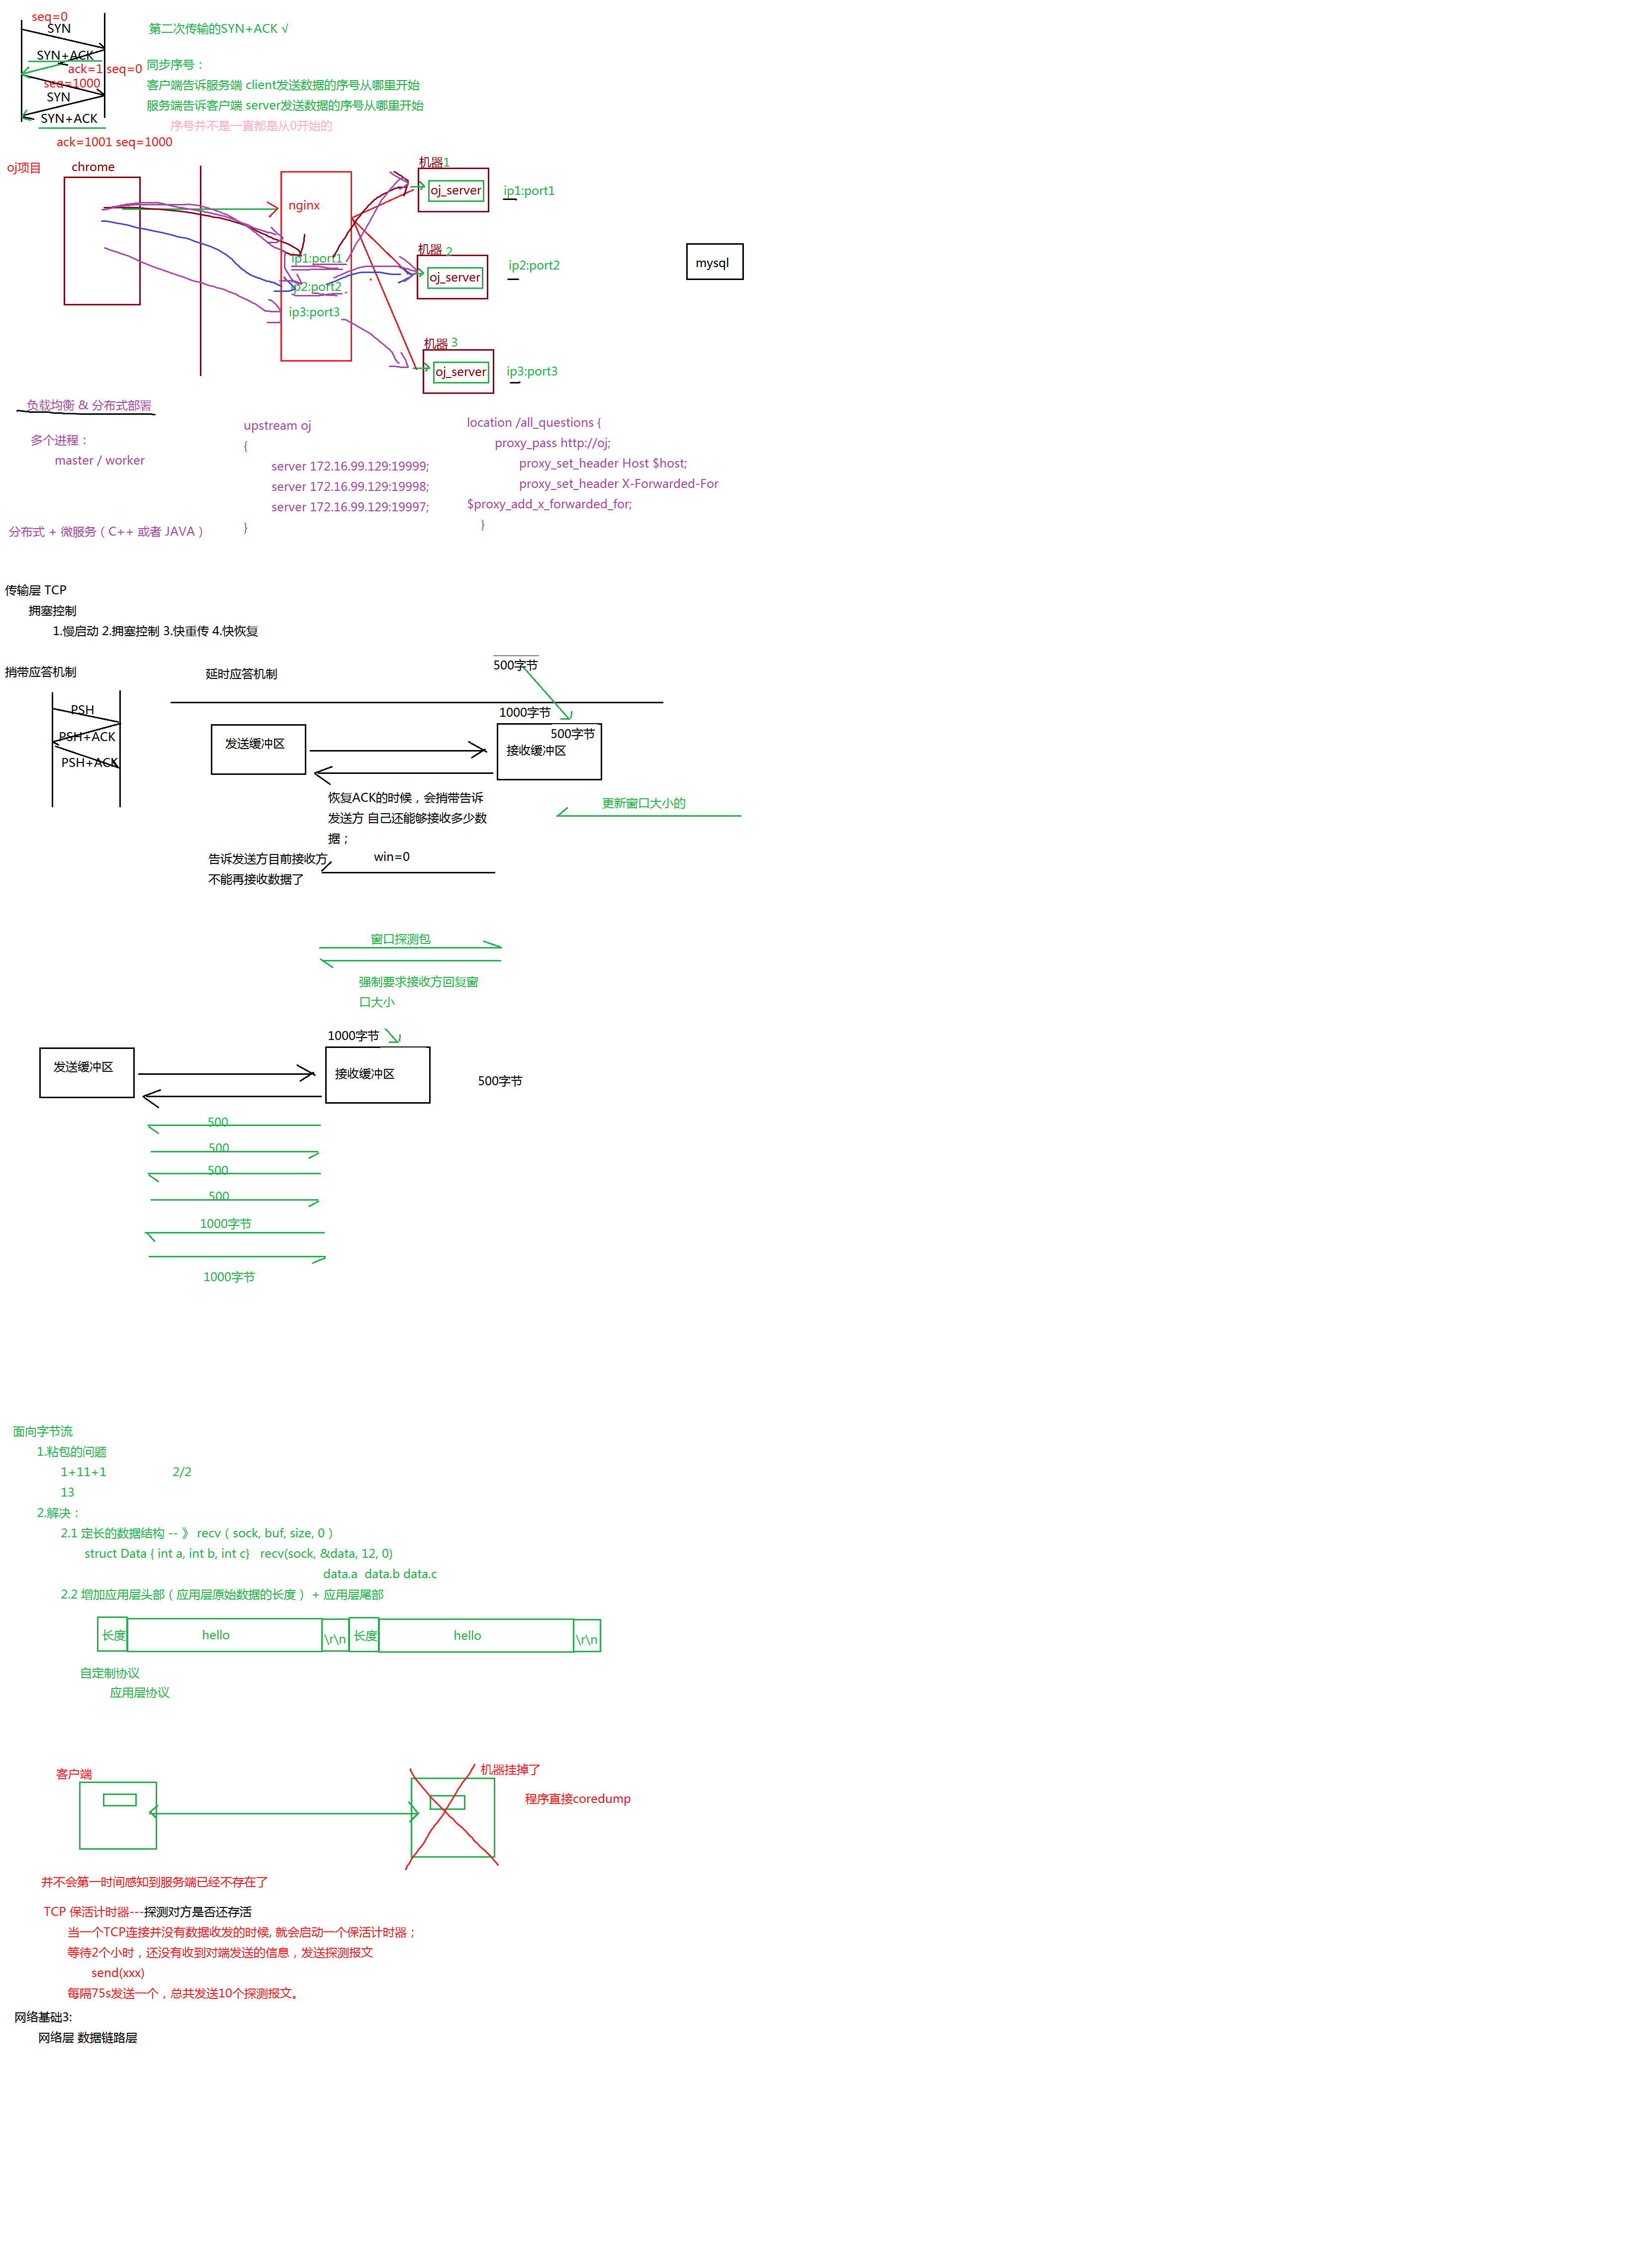 seq=0
SYN
第二次传输的SYN+ACK √
SYN+ACK
同步序号：
ack=1 seq=0
seq=1000
客户端告诉服务端 client发送数据的序号从哪里开始
SYN
服务端告诉客户端 server发送数据的序号从哪里开始
SYN+ACK
序号并不是一直都是从0开始的
ack=1001 seq=1000
oj项目
chrome
机器1
nginx
oj_server
ip1:port1
机器 2
ip1:port1
oj_server
ip2:port2
mysql
ip2:port2
ip3:port3
机器 3
oj_server
ip3:port3
负载均衡 & 分布式部署
多个进程：
master / worker
分布式 + 微服务（C++ 或者 JAVA）
upstream oj
{
server 172.16.99.129:19999;
server 172.16.99.129:19998;
server 172.16.99.129:19997;
}
location /all_questions {
proxy_pass http://oj;
proxy_set_header Host $host;
proxy_set_header X-Forwarded-For
$proxy_add_x_forwarded_for;
}
传输层 TCP
拥塞控制
1.慢启动 2.拥塞控制 3.快重传 4.快恢复
捎带应答机制
PSH
PSH+ACK
PSH+ACK
延时应答机制
500字节
1000字节
500字节
发送缓冲区
接收缓冲区
恢复ACK的时候，会捎带告诉
发送方 自己还能够接收多少数
据；
更新窗口大小的
告诉发送方目前接收方
不能再接收数据了
win=0
窗口探测包
强制要求接收方回复窗
口大小
1000字节
发送缓冲区
接收缓冲区
500字节
500
500
500
500
1000字节
1000字节
面向字节流
1.粘包的问题
1+11+1 2/2
13
2.解决：
2.1 定长的数据结构 -- 》 recv（sock, buf, size, 0）
struct Data { int a, int b, int c} recv(sock, &data, 12, 0)
data.a data.b data.c
2.2 增加应用层头部（应用层原始数据的长度） + 应用层尾部
长度 hello \r\n 长度 hello \r\n
自定制协议
应用层协议
客户端
机器挂掉了
程序直接coredump
并不会第一时间感知到服务端已经不存在了
TCP 保活计时器---探测对方是否还存活
当一个TCP连接并没有数据收发的时候, 就会启动一个保活计时器；
等待2个小时，还没有收到对端发送的信息，发送探测报文
send(xxx)
每隔75s发送一个，总共发送10个探测报文。
网络基础3:
网络层 数据链路层